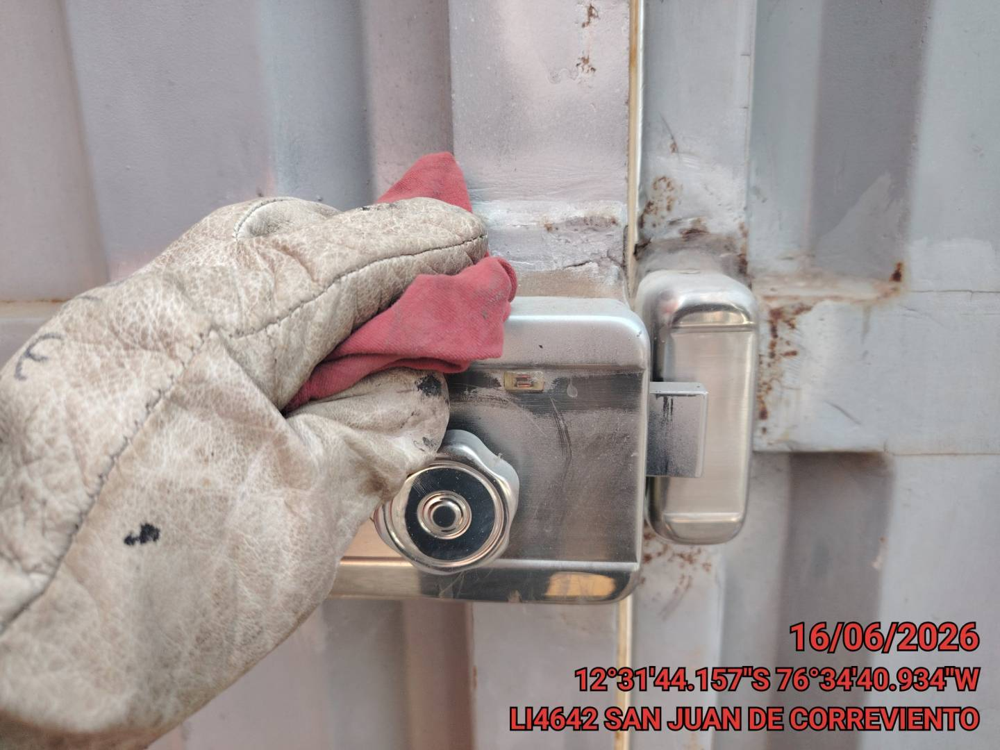 16/06/2026
12°31'44.157"S 76°34'40.934"W
LI4642 SAN JUAN DE CORREVIENTO